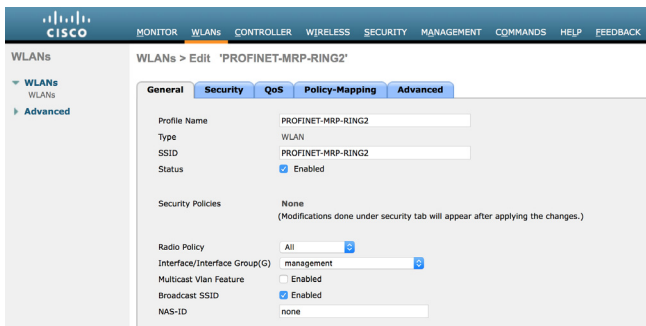 CISCO
MONITOR WLANs CONTROLLER WIRELESS SECURITY MANAGEMENT COMMANDS HELP FEEDBACK
WLANs
WLANs > Edit 'PROFINET-MRP-RING2'
WLANs
WLANs
Advanced
General Security QoS Policy-Mapping Advanced
Profile Name PROFINET-MRP-RING2
Type WLAN
SSID PROFINET-MRP-RING2
Status Enabled
Security Policies None
(Modifications done under security tab will appear after applying the changes.)
Radio Policy All
Interface/Interface Group(G) management
Multicast Vlan Feature Enabled
Broadcast SSID Enabled
NAS-ID none